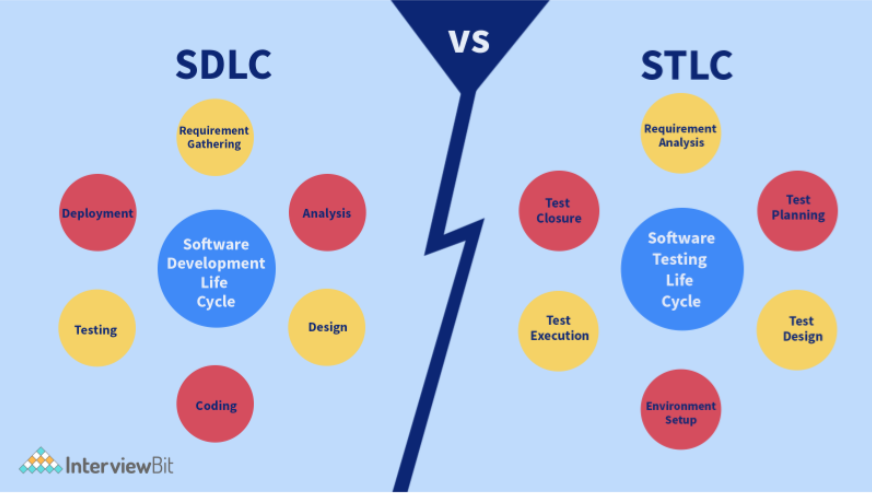 VS
SDLC
Requirement
Gathering
Deployment
Analysis
Software
Development
Life
Cycle
Testing
Design
Coding
InterviewBit
STLC
Requirement
Analysis
Test
Closure
Test
Planning
Software
Testing
Life
Cycle
Test
Execution
Test
Design
Environment
Setup